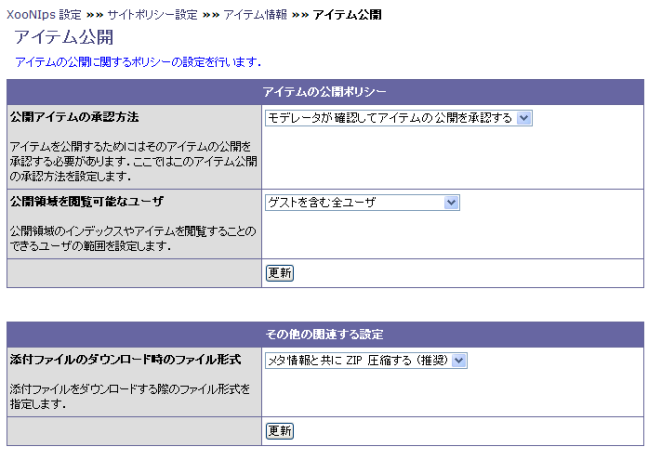 XooNIps 設定 »» サイトポリシー設定 »» アイテム情報 »» アイテム公開
アイテム公開
アイテムの公開に関するポリシーの設定を行います.
アイテムの公開ポリシー
公開アイテムの承認方法
モデレータが確認してアイテムの公開を承認する
アイテムを公開するためにはそのアイテムの公開を
承認する必要があります. ここではこのアイテム公開
の承認方法を設定します.
公開領域を閲覧可能なユーザ
ゲストを含む全ユーザ
公開領域のインデックスやアイテムを閲覧することの
できるユーザの範囲を設定します.
更新
その他の関連する設定
添付ファイルのダウンロード時のファイル形式
メタ情報と共に ZIP 圧縮する (推奨)
添付ファイルをダウンロードする際のファイル形式を
指定します.
更新